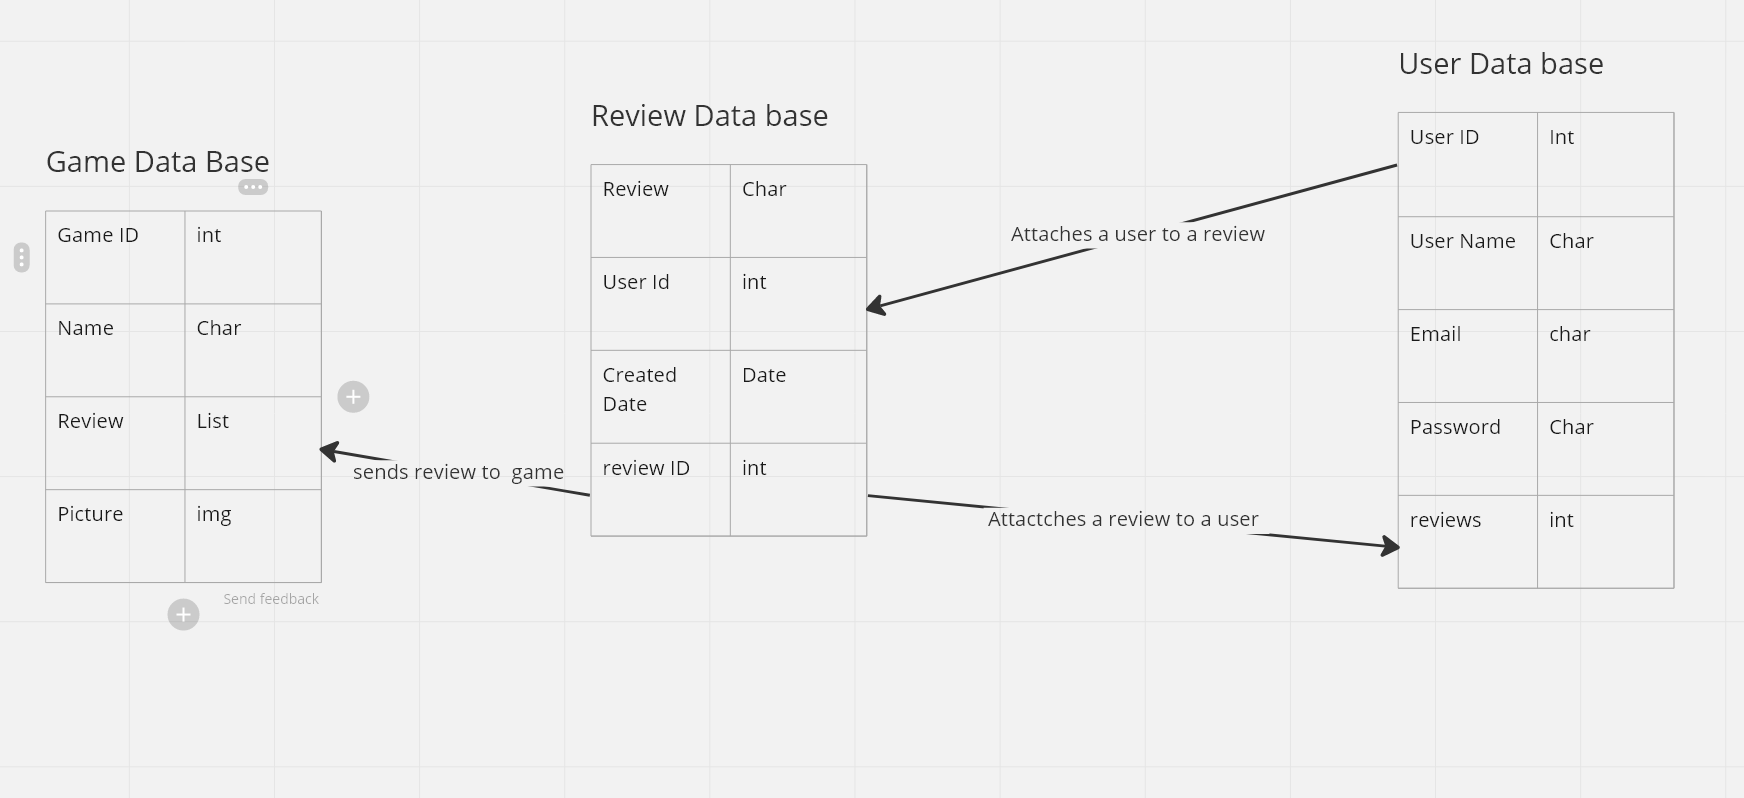 Game Data Base
Game ID int
Name Char
Review List
Picture img
Send feedback
sends review to  game
Review Data base
Review Char
User Id int
Created Date
Date
review ID int
Attaches a user to a review
Attactches a review to a user
User Data base
User ID Int
User Name Char
Email char
Password Char
reviews int